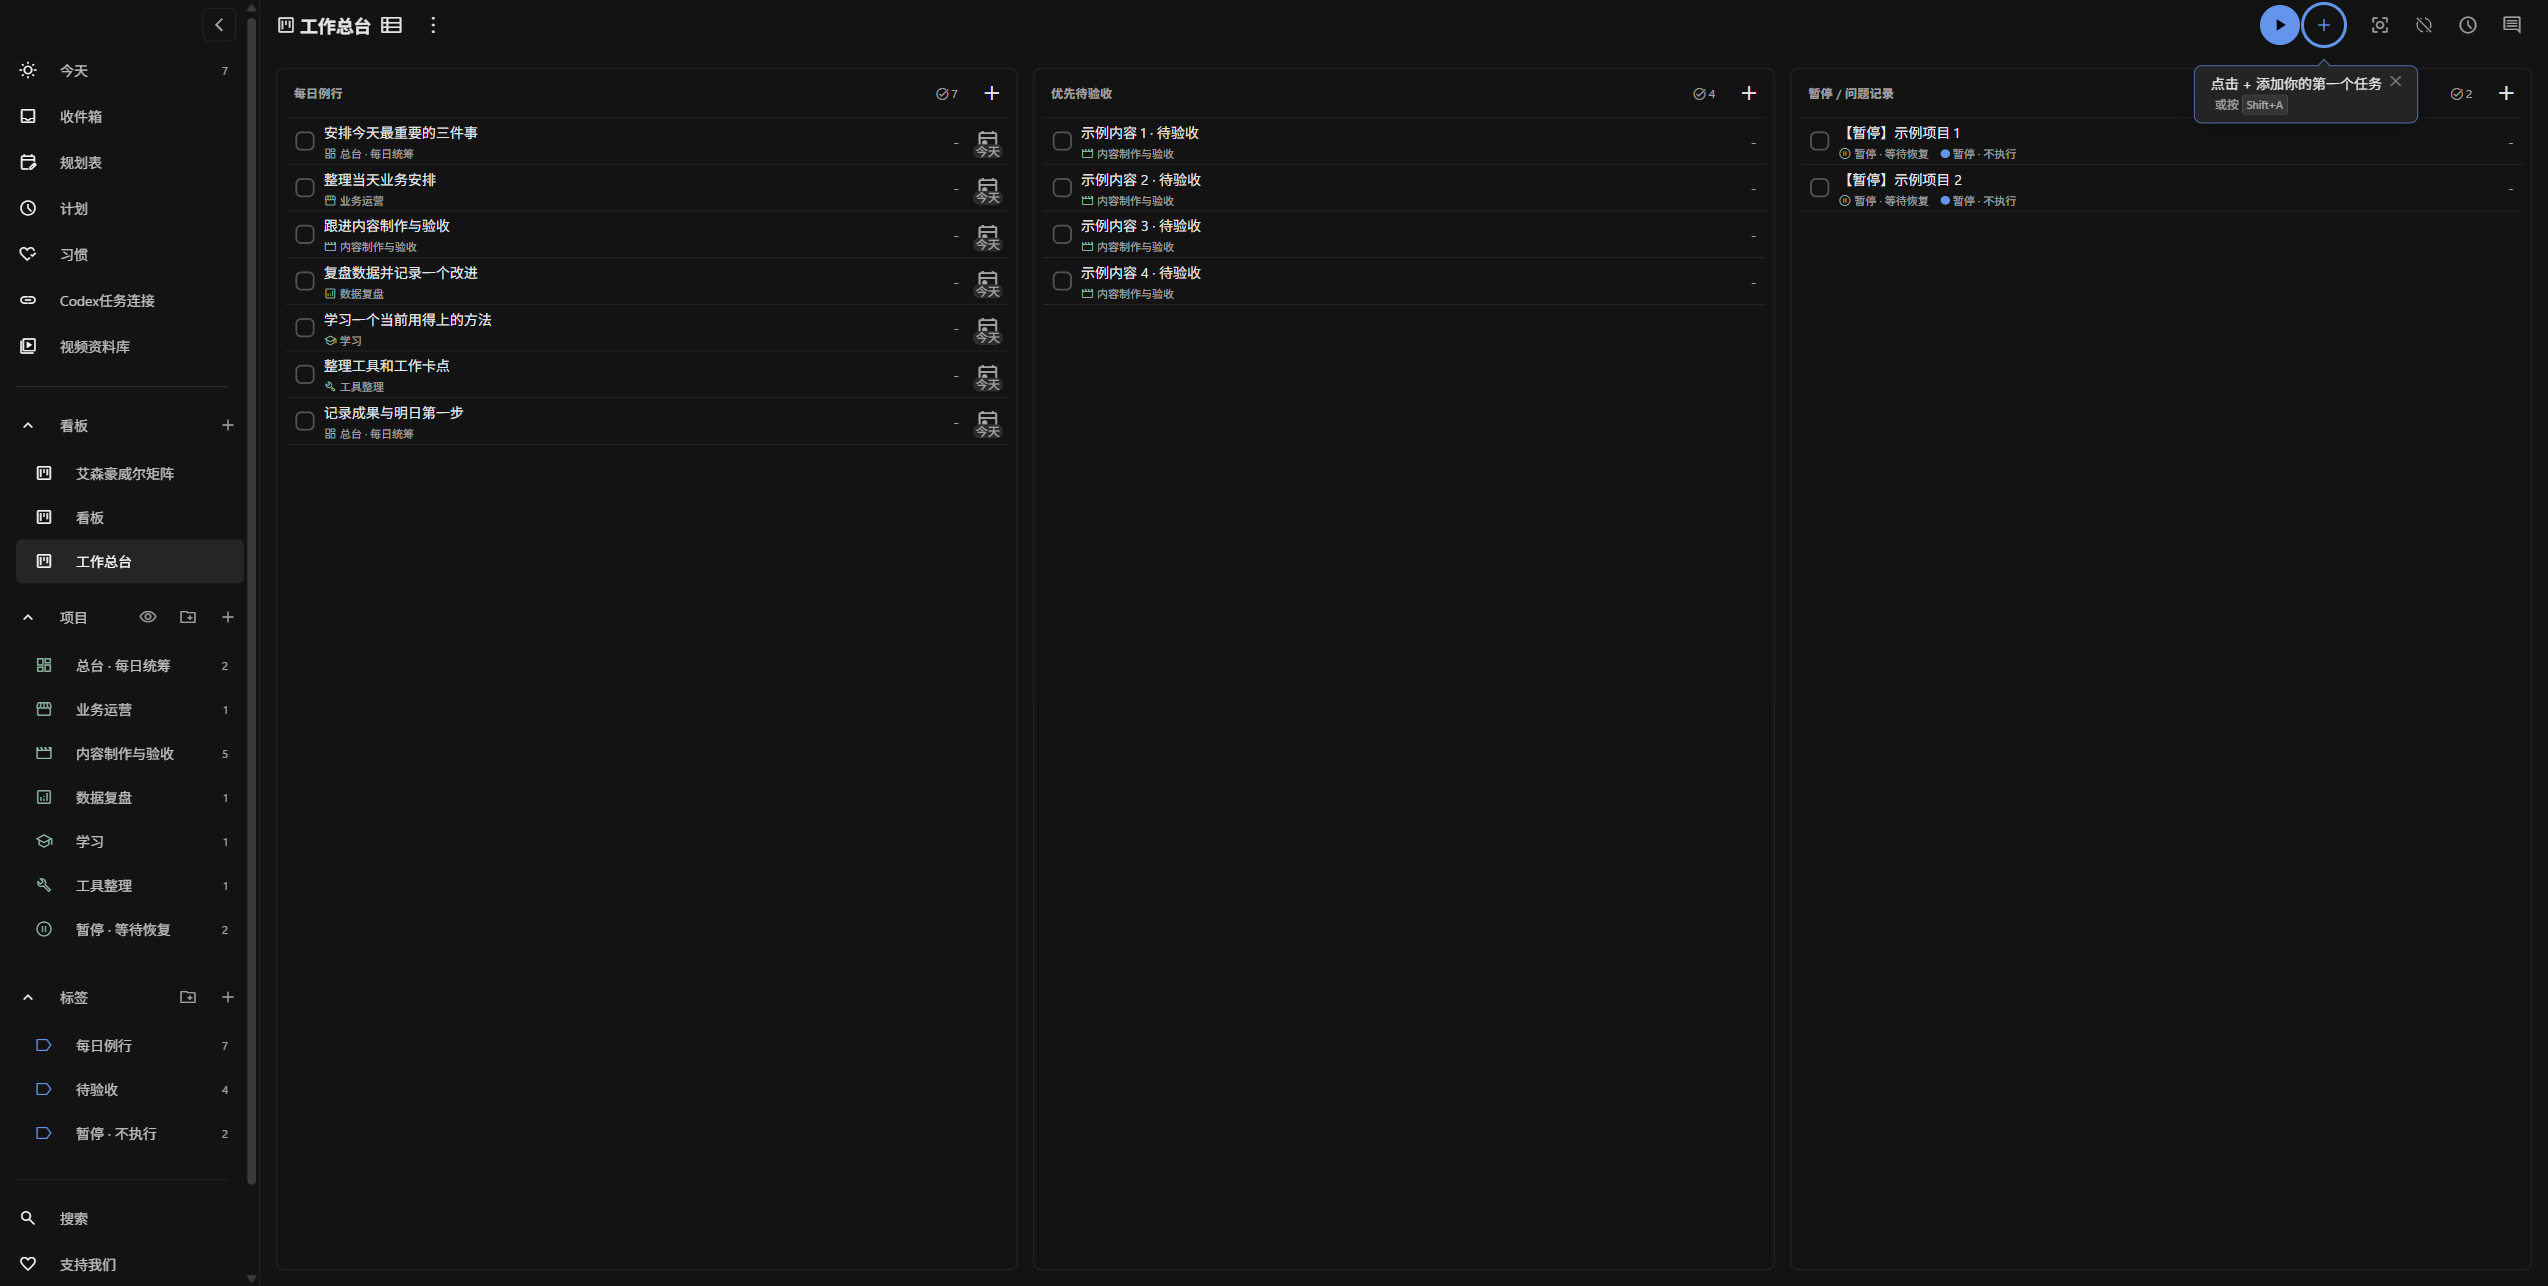 今天 7
收件箱
规划表
计划
习惯
Codex任务连接
视频资料库
看板
艾森豪威尔矩阵
看板
工作总台
项目
总台 · 每日统筹 2
业务运营 1
内容制作与验收 5
数据复盘 1
学习 1
工具整理 1
暂停 · 等待恢复 2
标签
每日例行 7
待验收 4
暂停 · 不执行 2
搜索
支持我们
工作总台
点击 + 添加你的第一个任务
或按 Shift+A
每日例行 7
安排今天最重要的三件事 - 今天
总台 · 每日统筹
整理当天业务安排 - 今天
业务运营
跟进内容制作与验收 - 今天
内容制作与验收
复盘数据并记录一个改进 - 今天
数据复盘
学习一个当前用得上的方法 - 今天
学习
整理工具和工作卡点 - 今天
工具整理
记录成果与明日第一步 - 今天
总台 · 每日统筹
优先待验收 4
示例内容 1 · 待验收 -
内容制作与验收
示例内容 2 · 待验收 -
内容制作与验收
示例内容 3 · 待验收 -
内容制作与验收
示例内容 4 · 待验收 -
内容制作与验收
暂停 / 问题记录 2
【暂停】示例项目 1 -
暂停 · 等待恢复 暂停 · 不执行
【暂停】示例项目 2 -
暂停 · 等待恢复 暂停 · 不执行